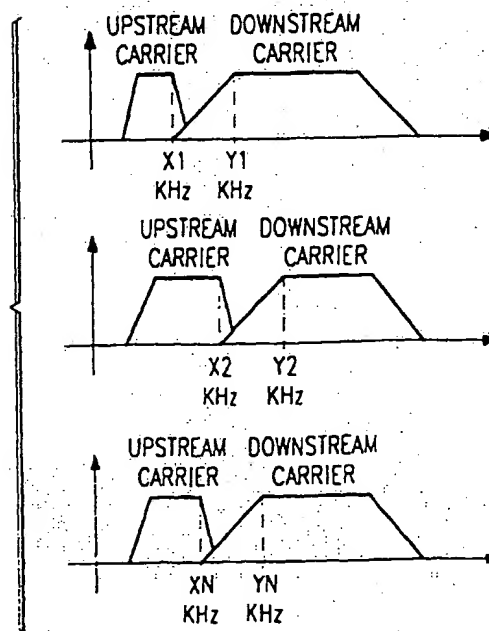 UPSTREAM DOWNSTREAM
CARRIER CARRIER
X1 Y1
KHz KHz
UPSTREAM DOWNSTREAM
CARRIER CARRIER
X2 Y2
KHz KHz
UPSTREAM DOWNSTREAM
CARRIER CARRIER
XN YN
KHz KHz